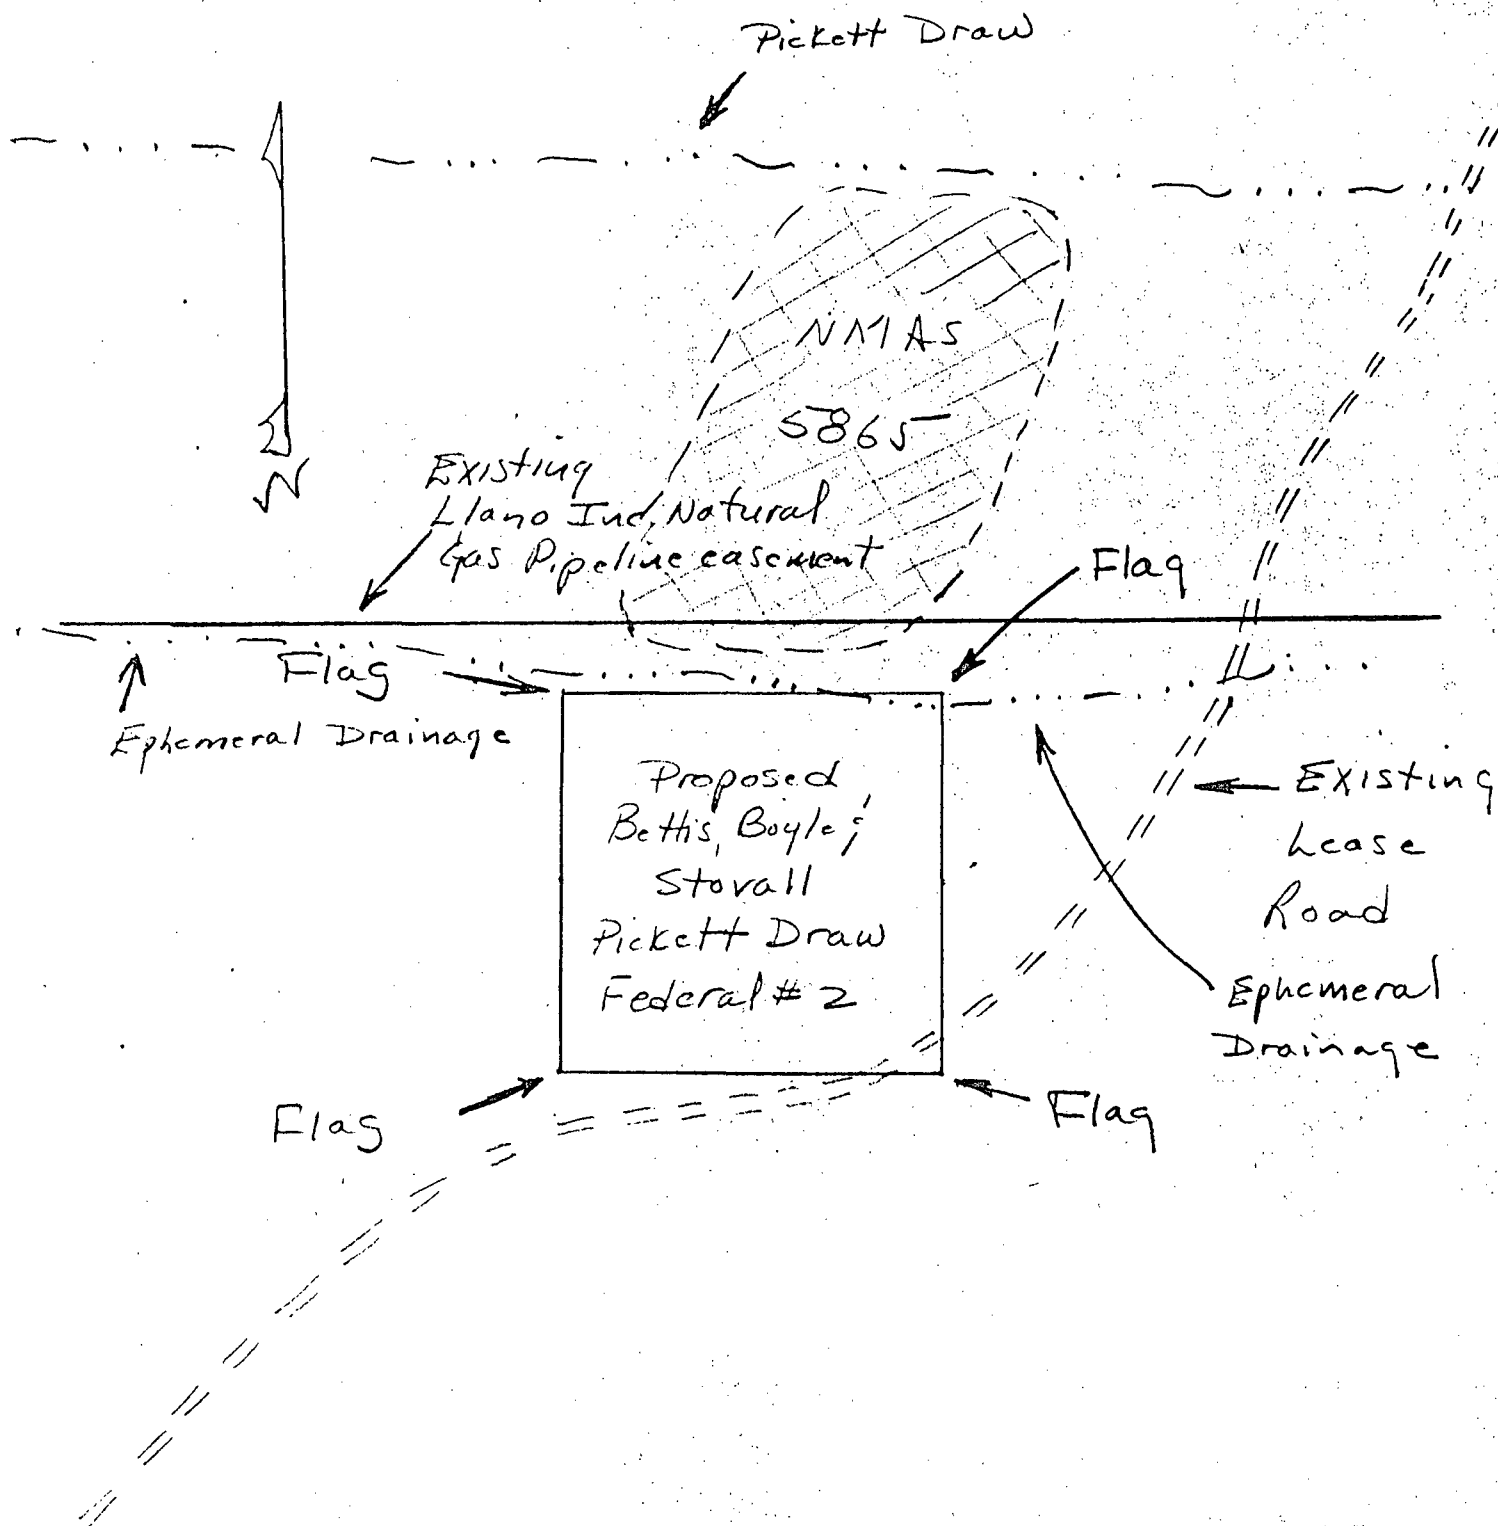 Pickett Draw
NMAS
5865
Existing
Llano Ind. Natural
Gas Pipeline easement
Flag
Flag
Ephemeral Drainage
Proposed
Bettis, Boyle &
Stovall
Pickett Draw
Federal # 2
Existing
Lease
Road
Ephemeral
Drainage
Flag
Flag
N